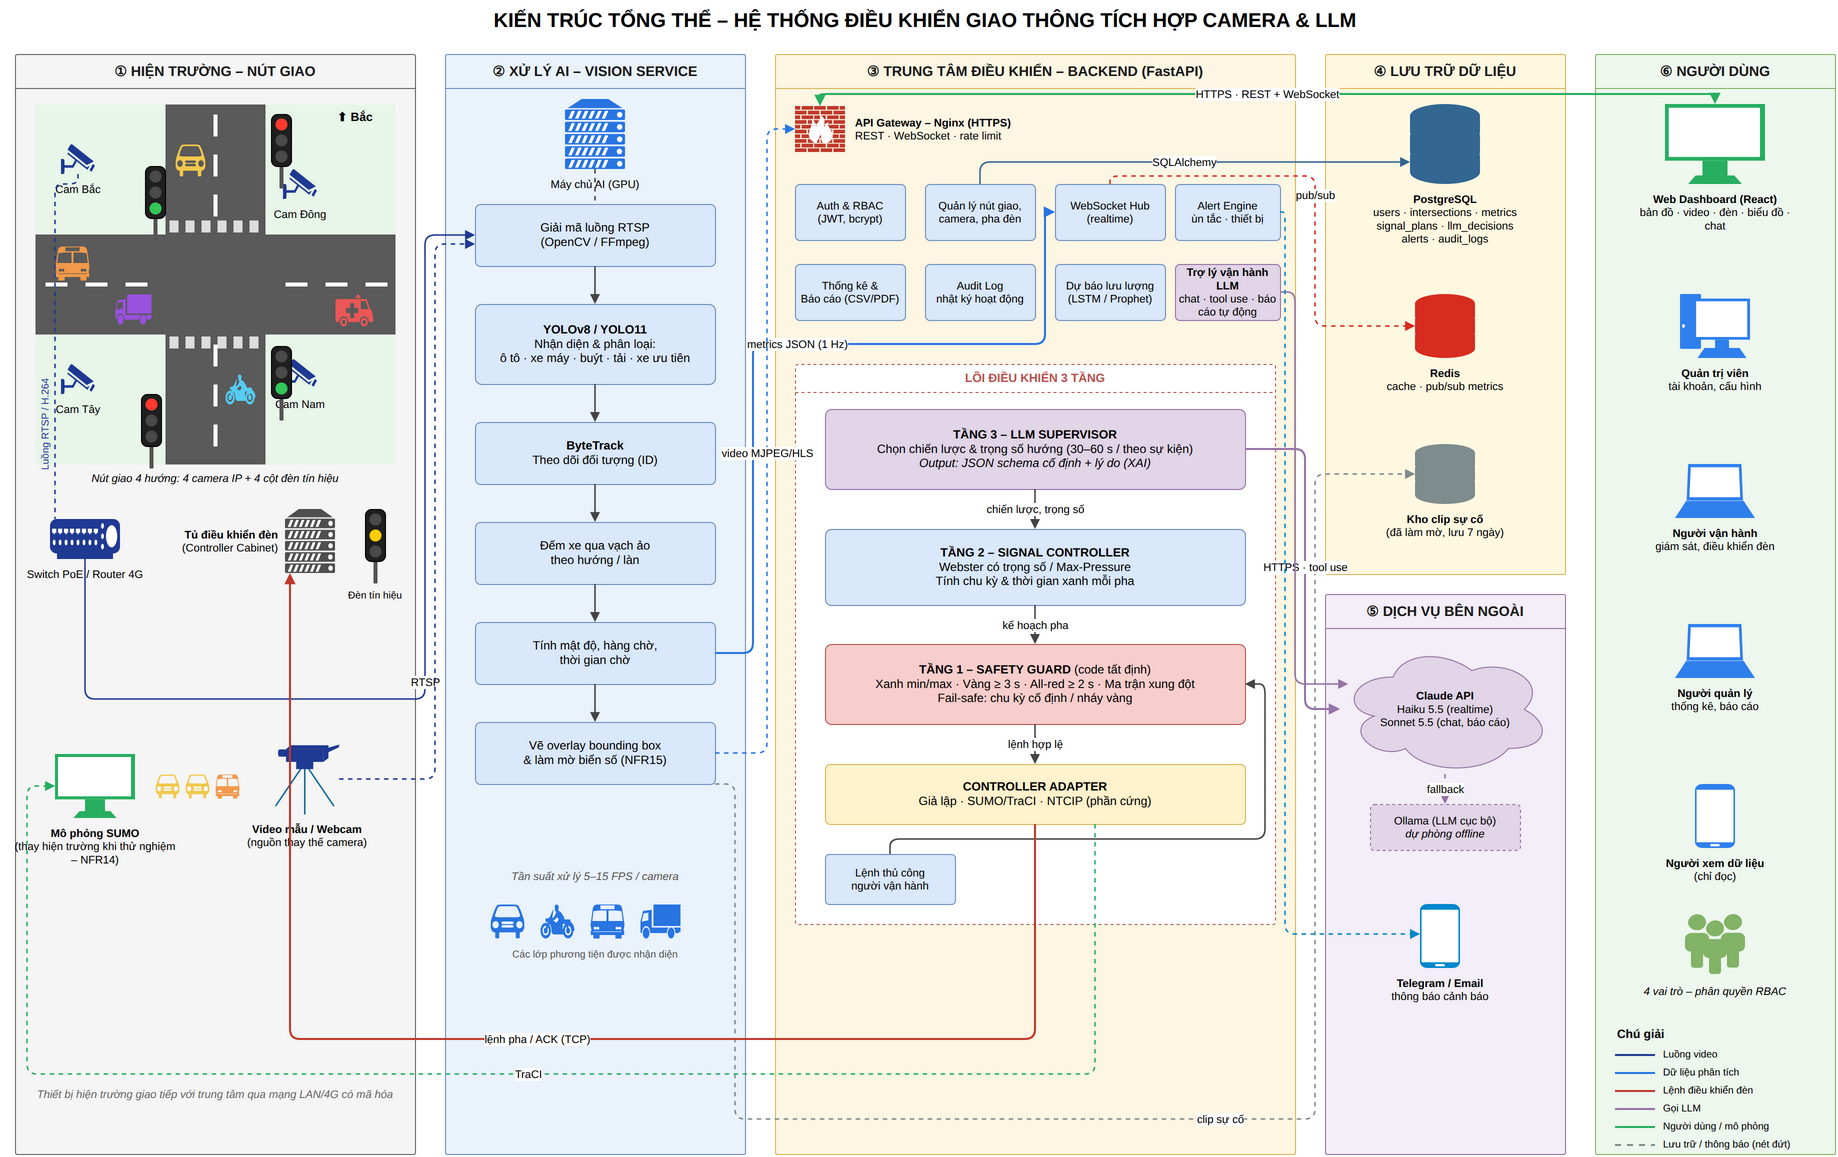 KIẾN TRÚC TỔNG THỂ – HỆ THỐNG ĐIỀU KHIỂN GIAO THÔNG TÍCH HỢP CAMERA & LLM
① HIỆN TRƯỜNG – NÚT GIAO
⬆ Bắc
Cam Bắc
Cam Đông
Cam Tây
Cam Nam
Luồng RTSP / H.264
Nút giao 4 hướng: 4 camera IP + 4 cột đèn tín hiệu
Switch PoE / Router 4G
Tủ điều khiển đèn
(Controller Cabinet)
Đèn tín hiệu
RTSP
Mô phỏng SUMO
(thay hiện trường khi thử nghiệm
– NFR14)
Video mẫu / Webcam
(nguồn thay thế camera)
Thiết bị hiện trường giao tiếp với trung tâm qua mạng LAN/4G có mã hóa
② XỬ LÝ AI – VISION SERVICE
Máy chủ AI (GPU)
Giải mã luồng RTSP
(OpenCV / FFmpeg)
YOLOv8 / YOLO11
Nhận diện & phân loại:
ô tô · xe máy · buýt · tải · xe ưu tiên
ByteTrack
Theo dõi đối tượng (ID)
Đếm xe qua vạch ảo
theo hướng / làn
Tính mật độ, hàng chờ,
thời gian chờ
Vẽ overlay bounding box
& làm mờ biển số (NFR15)
Tần suất xử lý 5–15 FPS / camera
Các lớp phương tiện được nhận diện
lệnh pha / ACK (TCP)
TraCI
③ TRUNG TÂM ĐIỀU KHIỂN – BACKEND (FastAPI)
HTTPS · REST + WebSocket
API Gateway – Nginx (HTTPS)
REST · WebSocket · rate limit
SQLAlchemy
pub/sub
Auth & RBAC
(JWT, bcrypt)
Quản lý nút giao,
camera, pha đèn
WebSocket Hub
(realtime)
Alert Engine
ùn tắc · thiết bị
Thống kê &
Báo cáo (CSV/PDF)
Audit Log
nhật ký hoạt động
Dự báo lưu lượng
(LSTM / Prophet)
Trợ lý vận hành
LLM
chat · tool use · báo
cáo tự động
metrics JSON (1 Hz)
video MJPEG/HLS
LÕI ĐIỀU KHIỂN 3 TẦNG
TẦNG 3 – LLM SUPERVISOR
Chọn chiến lược & trọng số hướng (30–60 s / theo sự kiện)
Output: JSON schema cố định + lý do (XAI)
chiến lược, trọng số
TẦNG 2 – SIGNAL CONTROLLER
Webster có trọng số / Max-Pressure
Tính chu kỳ & thời gian xanh mỗi pha
kế hoạch pha
TẦNG 1 – SAFETY GUARD (code tất định)
Xanh min/max · Vàng ≥ 3 s · All-red ≥ 2 s · Ma trận xung đột
Fail-safe: chu kỳ cố định / nháy vàng
lệnh hợp lệ
CONTROLLER ADAPTER
Giả lập · SUMO/TraCI · NTCIP (phần cứng)
Lệnh thủ công
người vận hành
HTTPS · tool use
clip sự cố
④ LƯU TRỮ DỮ LIỆU
PostgreSQL
users · intersections · metrics
signal_plans · llm_decisions
alerts · audit_logs
Redis
cache · pub/sub metrics
Kho clip sự cố
(đã làm mờ, lưu 7 ngày)
⑤ DỊCH VỤ BÊN NGOÀI
Claude API
Haiku 5.5 (realtime)
Sonnet 5.5 (chat, báo cáo)
fallback
Ollama (LLM cục bộ)
dự phòng offline
Telegram / Email
thông báo cảnh báo
⑥ NGƯỜI DÙNG
Web Dashboard (React)
bản đồ · video · đèn · biểu đồ ·
chat
Quản trị viên
tài khoản, cấu hình
Người vận hành
giám sát, điều khiển đèn
Người quản lý
thống kê, báo cáo
Người xem dữ liệu
(chỉ đọc)
4 vai trò – phân quyền RBAC
Chú giải
Luồng video
Dữ liệu phân tích
Lệnh điều khiển đèn
Gọi LLM
Người dùng / mô phỏng
Lưu trữ / thông báo (nét đứt)